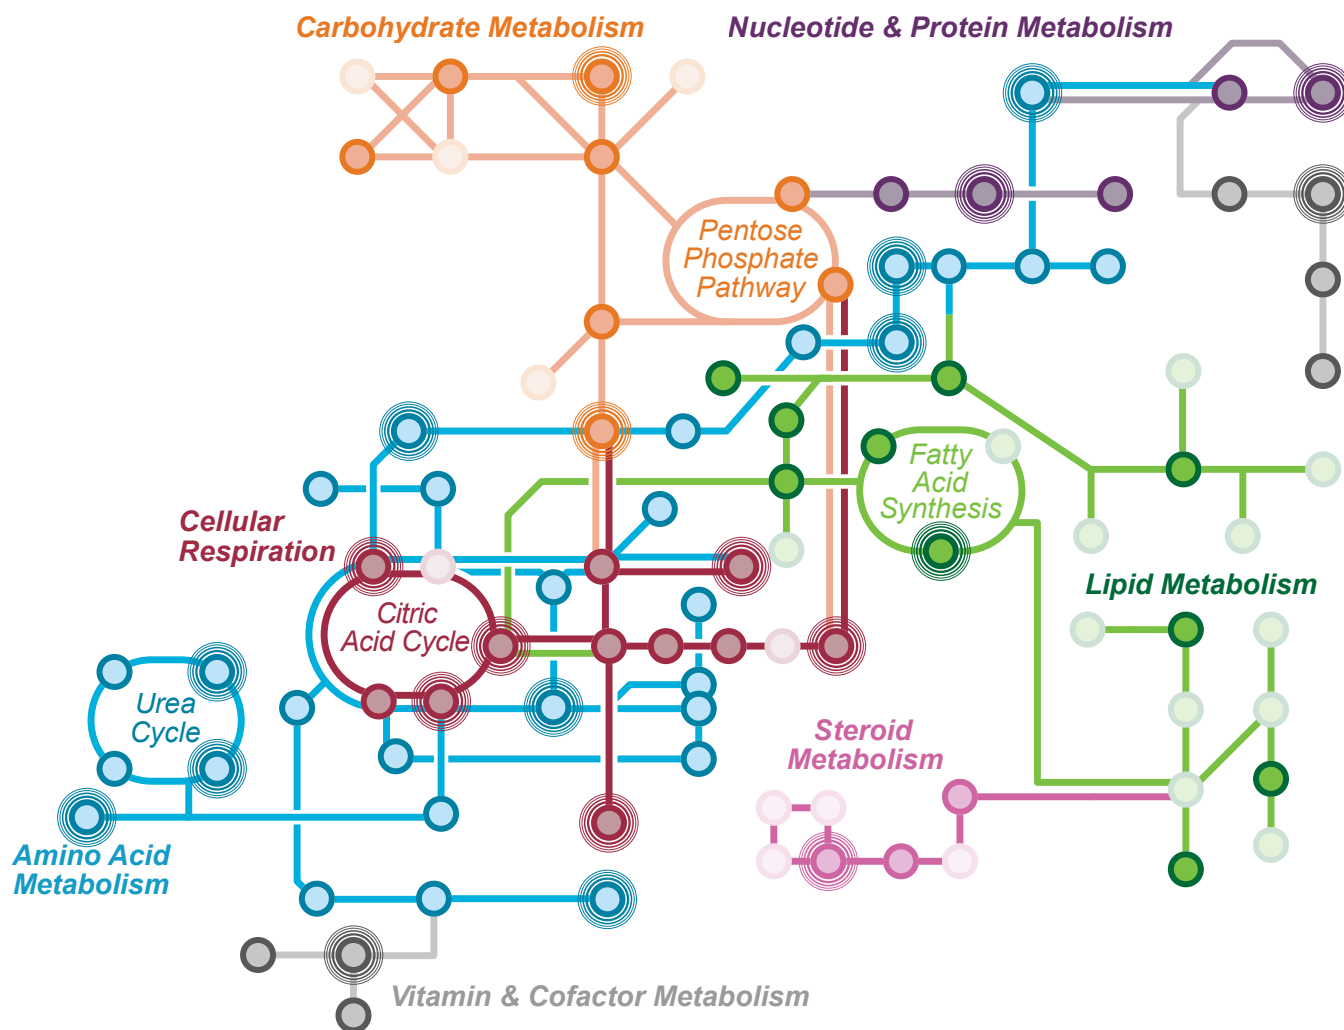 Carbohydrate Metabolism
Nucleotide & Protein Metabolism
Pentose
Phosphate
Pathway
Fatty
Acid
Synthesis
Cellular
Respiration
Citric
Acid Cycle
Lipid Metabolism
Urea
Cycle
Steroid
Metabolism
Amino Acid
Metabolism
Vitamin & Cofactor Metabolism